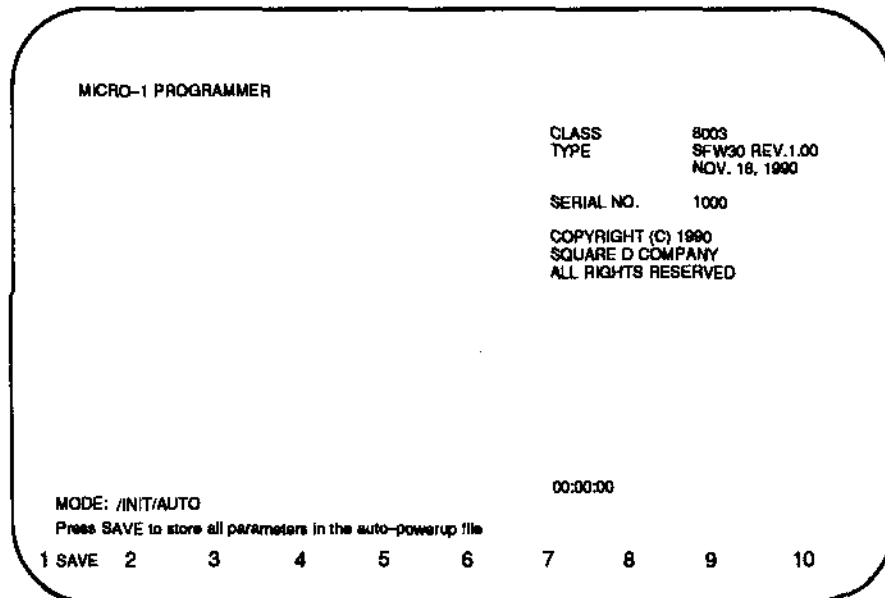 MICRO-1 PROGRAMMER
CLASS 8003
TYPE SFW30 REV.1.00
NOV. 16, 1990
SERIAL NO. 1000
COPYRIGHT (C) 1990
SQUARE D COMPANY
ALL RIGHTS RESERVED
00:00:00
MODE: /INIT/AUTO
Press SAVE to store all parameters in the auto-powerup file
1 SAVE 2 3 4 5 6 7 8 9 10